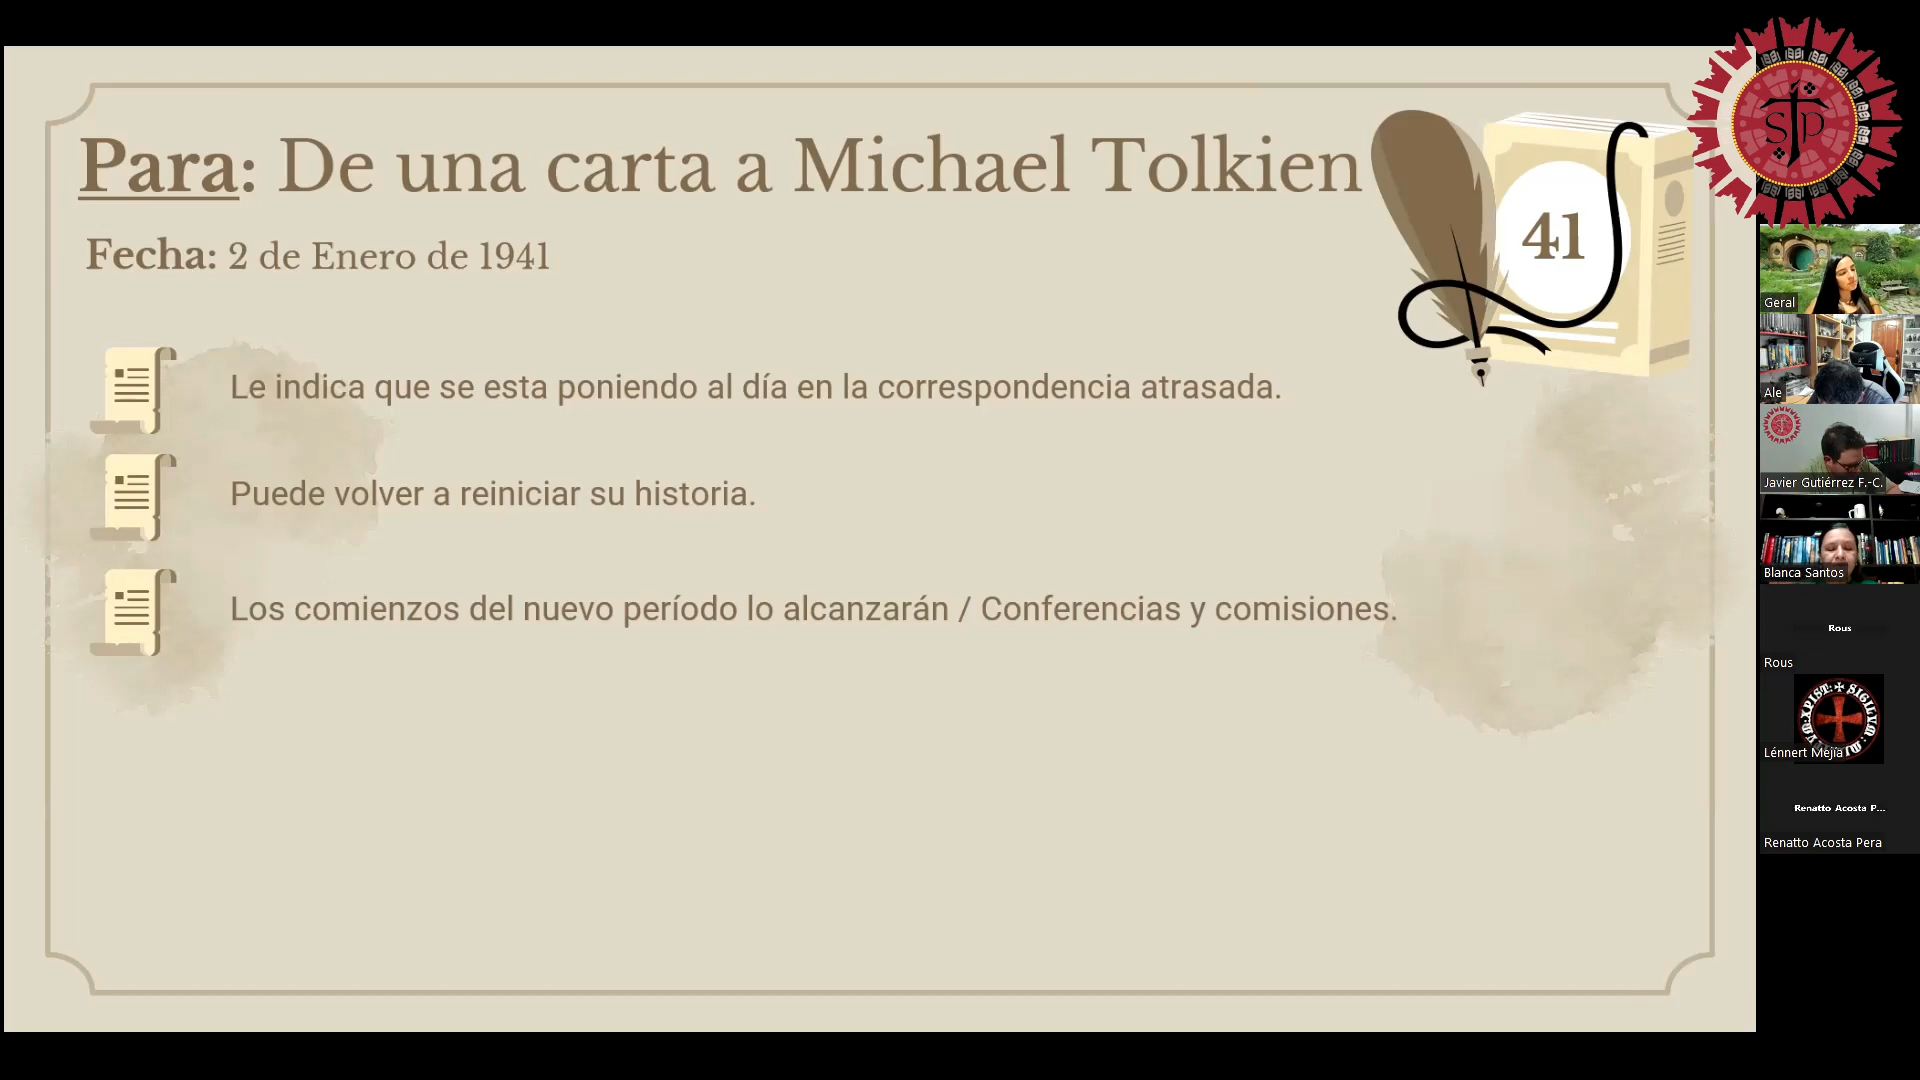 Para: De una carta a Michael Tolkien
Fecha: 2 de Enero de 1941
41
Le indica que se esta poniendo al día en la correspondencia atrasada.
Puede volver a reiniciar su historia.
Los comienzos del nuevo período lo alcanzarán / Conferencias y comisiones.
STP
Geral
Ale
Javier Gutiérrez F.-C.
Blanca Santos
Rous
Rous
Lénnert Mejía
Renatto Acosta P...
Renatto Acosta Pera